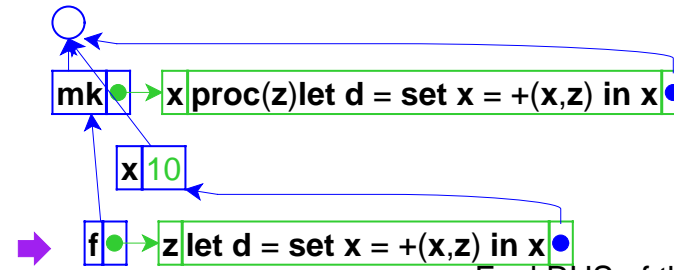 mk x proc(z)let d = set x = +(x,z) in x
x 10
f z let d = set x = +(x,z) in x